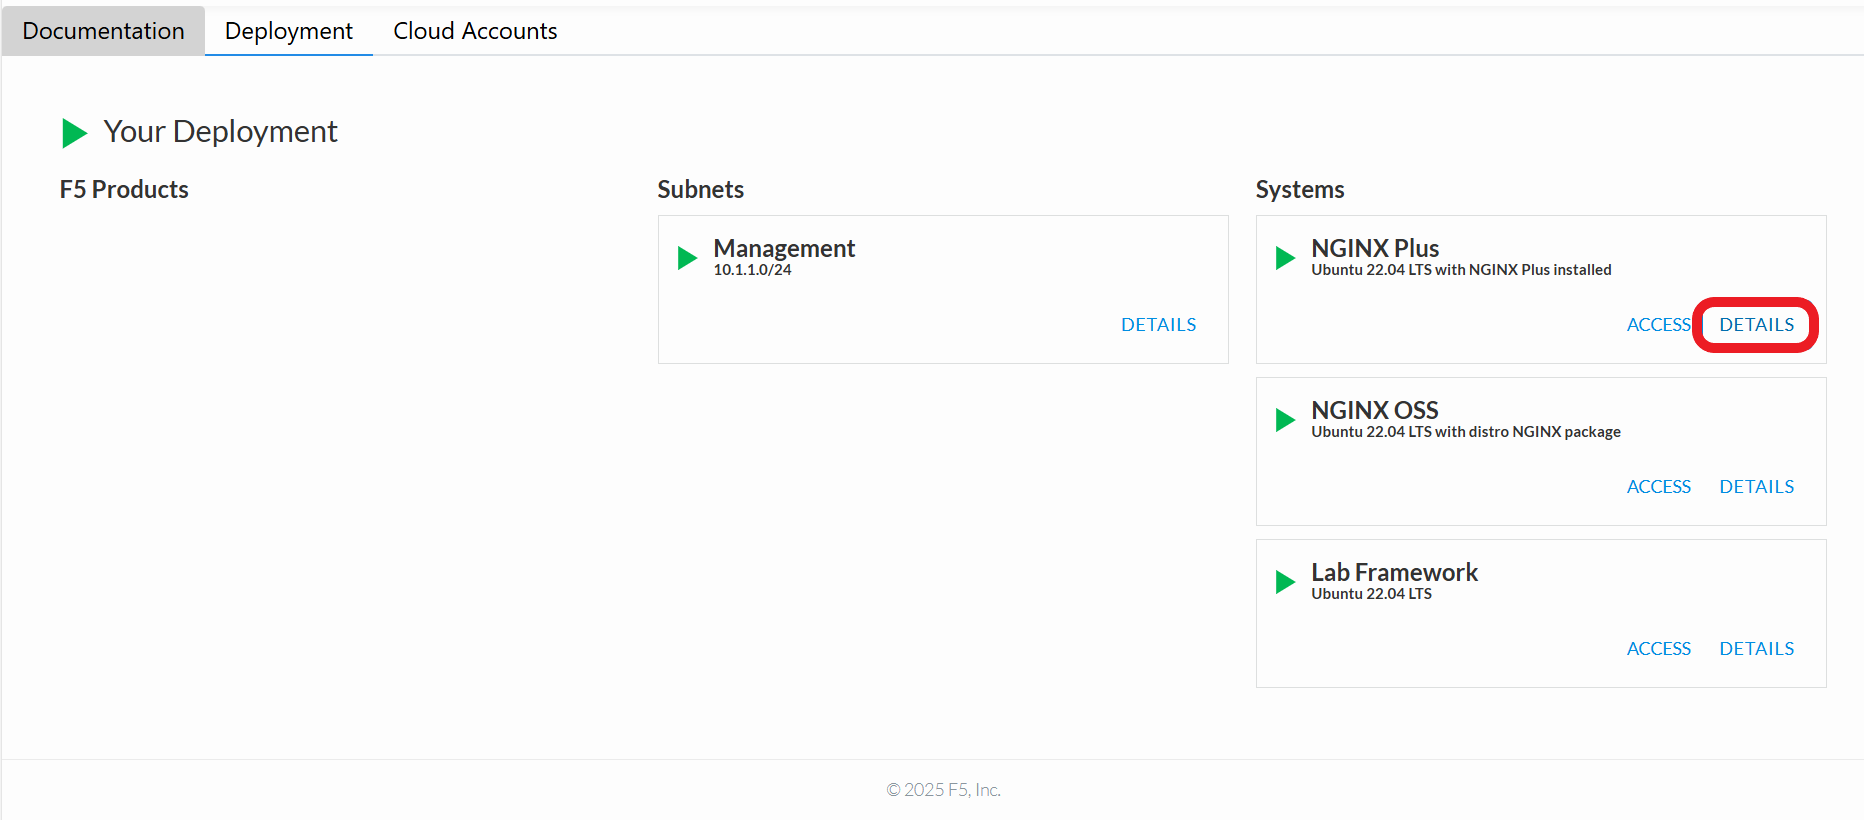 Documentation Deployment Cloud Accounts
Your Deployment
F5 Products
Subnets
Management
10.1.1.0/24
DETAILS
Systems
NGINX Plus
Ubuntu 22.04 LTS with NGINX Plus installed
ACCESS DETAILS
NGINX OSS
Ubuntu 22.04 LTS with distro NGINX package
ACCESS DETAILS
Lab Framework
Ubuntu 22.04 LTS
ACCESS DETAILS
© 2025 F5, Inc.